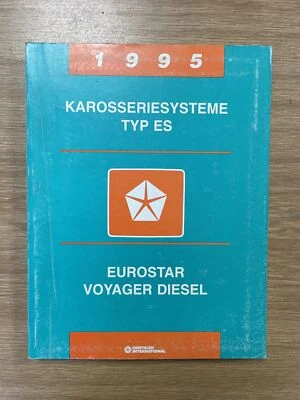 1995
KAROSSERIESYSTEME
TYP ES
EUROSTAR
VOYAGER DIESEL
CHRYSLER
INTERNATIONAL